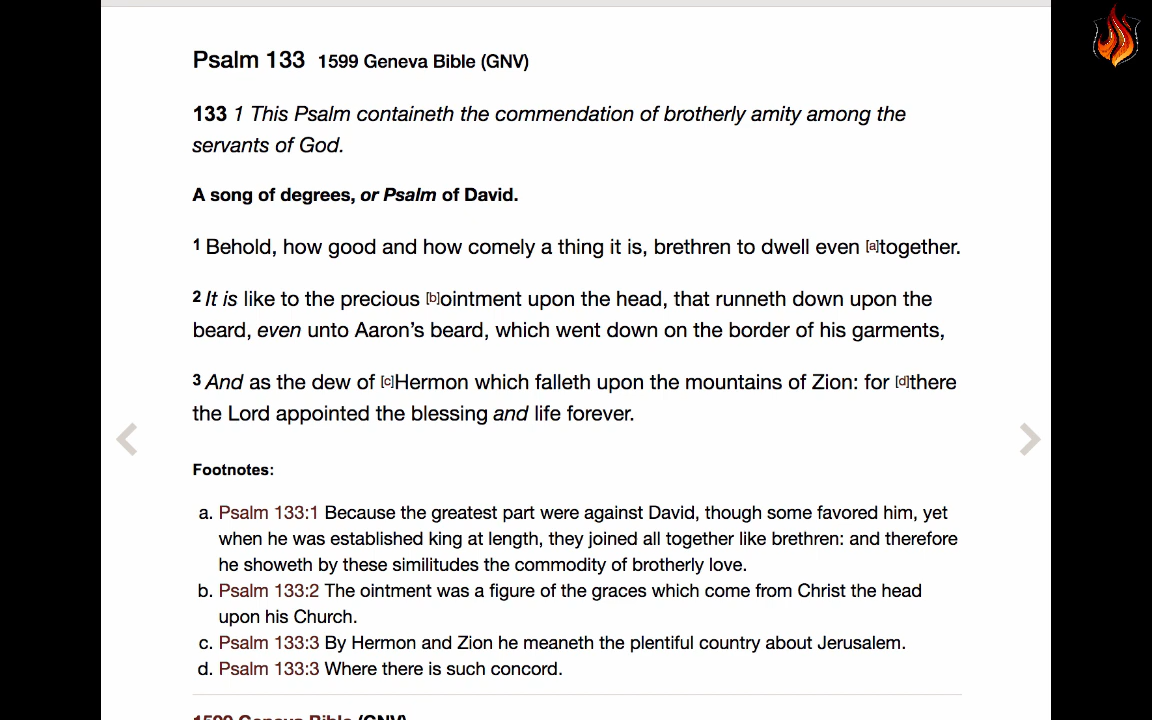 Psalm 133 1599 Geneva Bible (GNV)
133 1 This Psalm containeth the commendation of brotherly amity among the
servants of God.
A song of degrees, or Psalm of David.
1 Behold, how good and how comely a thing it is, brethren to dwell even [a]together.
2 It is like to the precious [b]ointment upon the head, that runneth down upon the
beard, even unto Aaron’s beard, which went down on the border of his garments,
3 And as the dew of [c]Hermon which falleth upon the mountains of Zion: for [d]there
the Lord appointed the blessing and life forever.
Footnotes:
a. Psalm 133:1 Because the greatest part were against David, though some favored him, yet
when he was established king at length, they joined all together like brethren: and therefore
he showeth by these similitudes the commodity of brotherly love.
b. Psalm 133:2 The ointment was a figure of the graces which come from Christ the head
upon his Church.
c. Psalm 133:3 By Hermon and Zion he meaneth the plentiful country about Jerusalem.
d. Psalm 133:3 Where there is such concord.
1599 Geneva Bible (GNV)